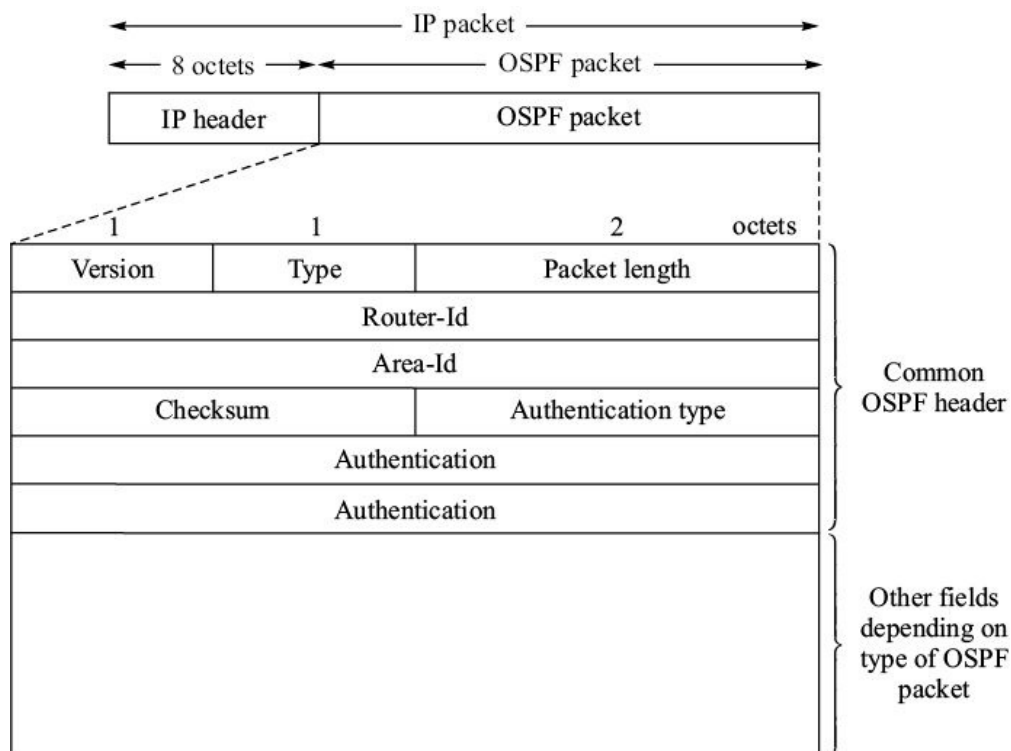 IP packet
8 octets OSPF packet
IP header OSPF packet
1 1 2 octets
Version Type Packet length
Router-Id
Area-Id
Checksum Authentication type
Authentication
Authentication
Common
OSPF header
Other fields
depending on
type of OSPF
packet